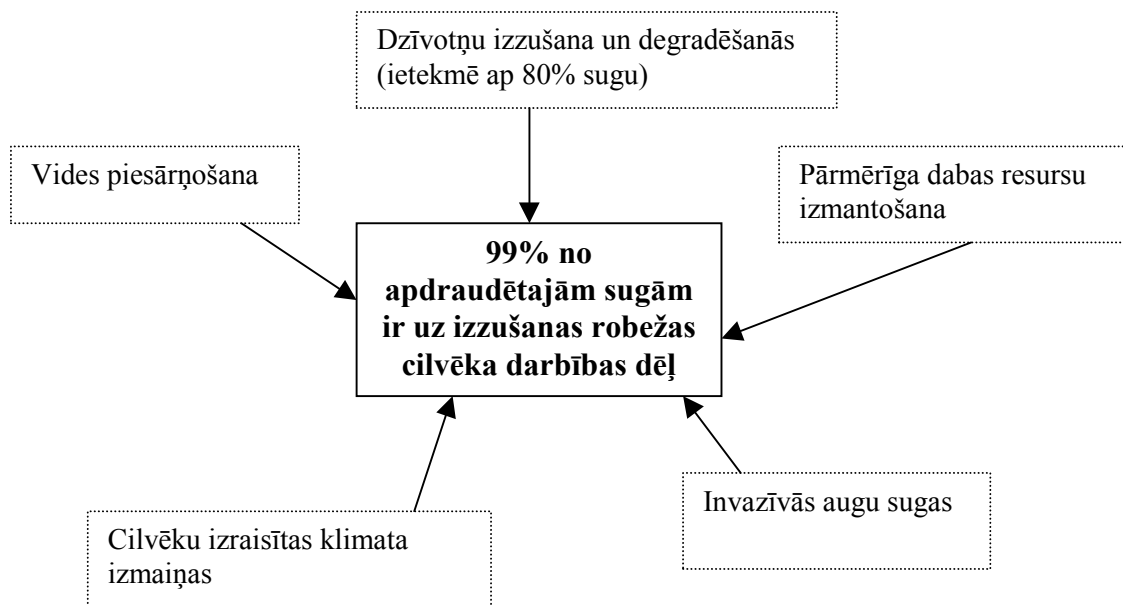 Dzīvotņu izzušana un degradēšanās
(ietekmē ap 80% sugu)
Vides piesārņošana
Pārmērīga dabas resursu
izmantošana
99% no
apdraudētajām sugām
ir uz izzušanas robežas
cilvēka darbības dēļ
Invazīvās augu sugas
Cilvēku izraisītas klimata
izmaiņas